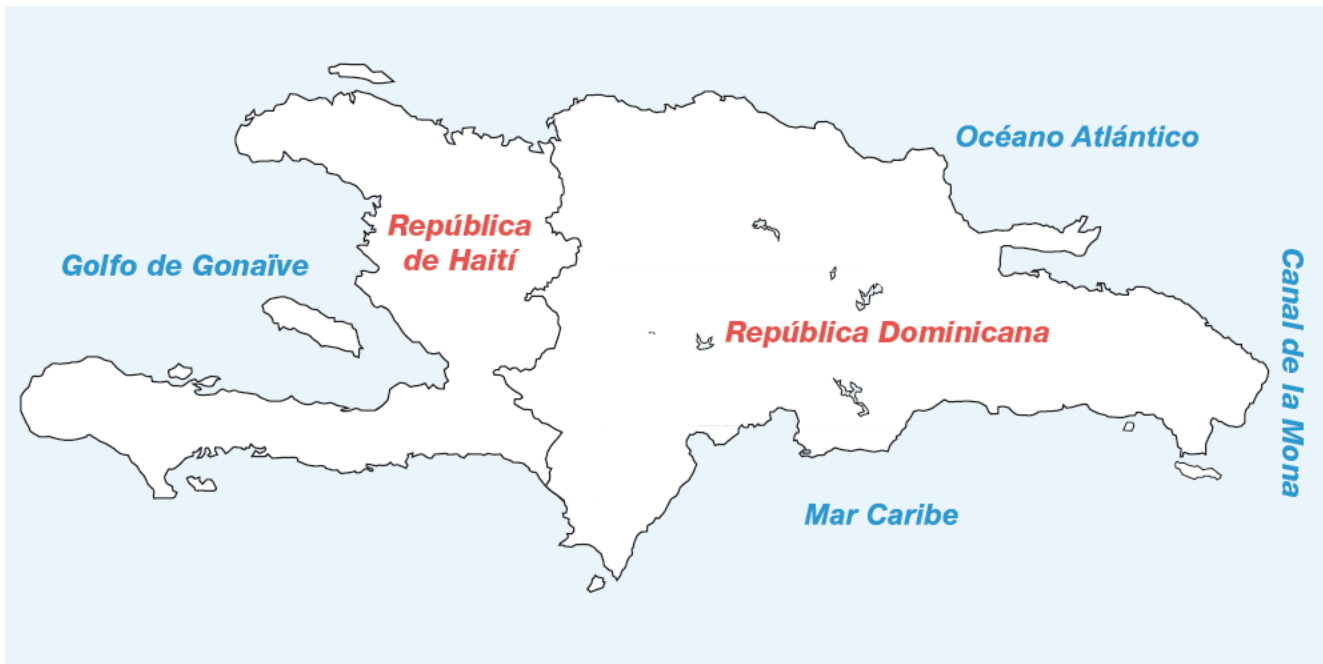 Océano Atlántico
República
de Haití
Golfo de Gonaïve
República Dominicana
Canal de la Mona
Mar Caribe